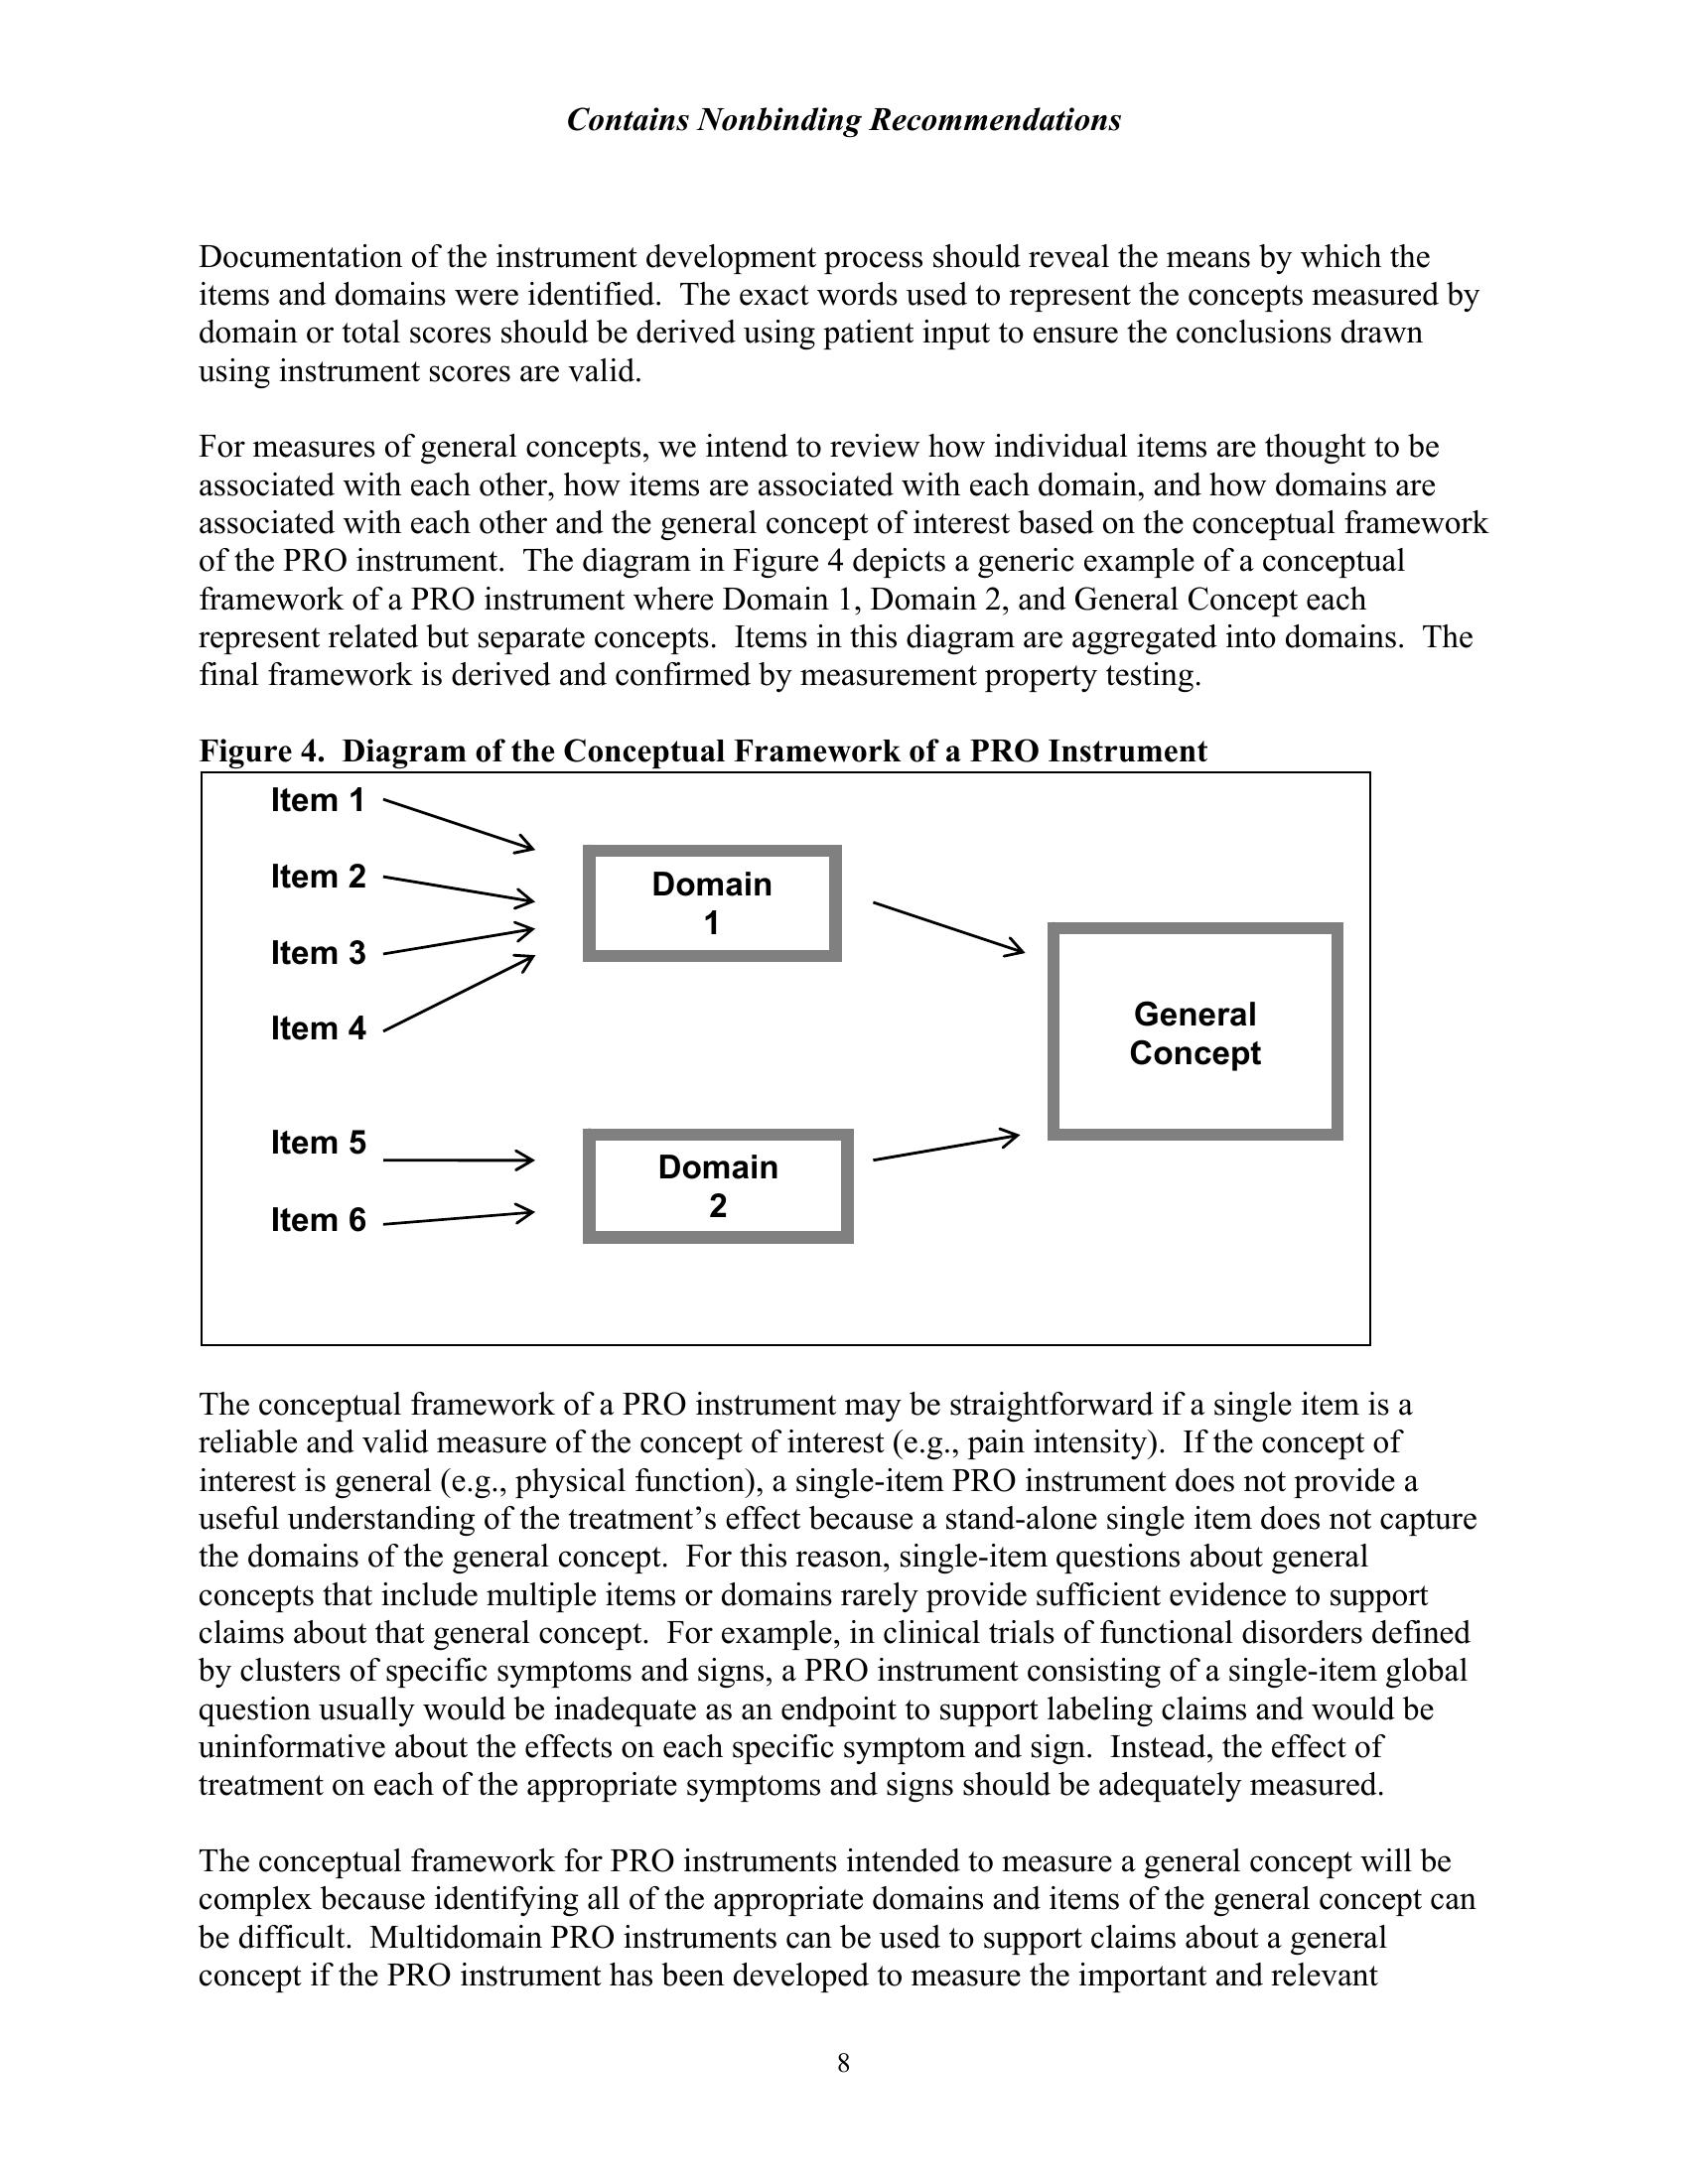 Contains Nonbinding Recommendations
Documentation of the instrument development process should reveal the means by which the
items and domains were identified.  The exact words used to represent the concepts measured by
domain or total scores should be derived using patient input to ensure the conclusions drawn
using instrument scores are valid.
For measures of general concepts, we intend to review how individual items are thought to be
associated with each other, how items are associated with each domain, and how domains are
associated with each other and the general concept of interest based on the conceptual framework
of the PRO instrument.  The diagram in Figure 4 depicts a generic example of a conceptual
framework of a PRO instrument where Domain 1, Domain 2, and General Concept each
represent related but separate concepts.  Items in this diagram are aggregated into domains.  The
final framework is derived and confirmed by measurement property testing.
Figure 4.  Diagram of the Conceptual Framework of a PRO Instrument
Item 1
Item 2
Item 3
Item 4
Domain
1
General
Concept
Item 5
Item 6
Domain
2
The conceptual framework of a PRO instrument may be straightforward if a single item is a
reliable and valid measure of the concept of interest (e.g., pain intensity).  If the concept of
interest is general (e.g., physical function), a single-item PRO instrument does not provide a
useful understanding of the treatment’s effect because a stand-alone single item does not capture
the domains of the general concept.  For this reason, single-item questions about general
concepts that include multiple items or domains rarely provide sufficient evidence to support
claims about that general concept.  For example, in clinical trials of functional disorders defined
by clusters of specific symptoms and signs, a PRO instrument consisting of a single-item global
question usually would be inadequate as an endpoint to support labeling claims and would be
uninformative about the effects on each specific symptom and sign.  Instead, the effect of
treatment on each of the appropriate symptoms and signs should be adequately measured.
The conceptual framework for PRO instruments intended to measure a general concept will be
complex because identifying all of the appropriate domains and items of the general concept can
be difficult.  Multidomain PRO instruments can be used to support claims about a general
concept if the PRO instrument has been developed to measure the important and relevant
8